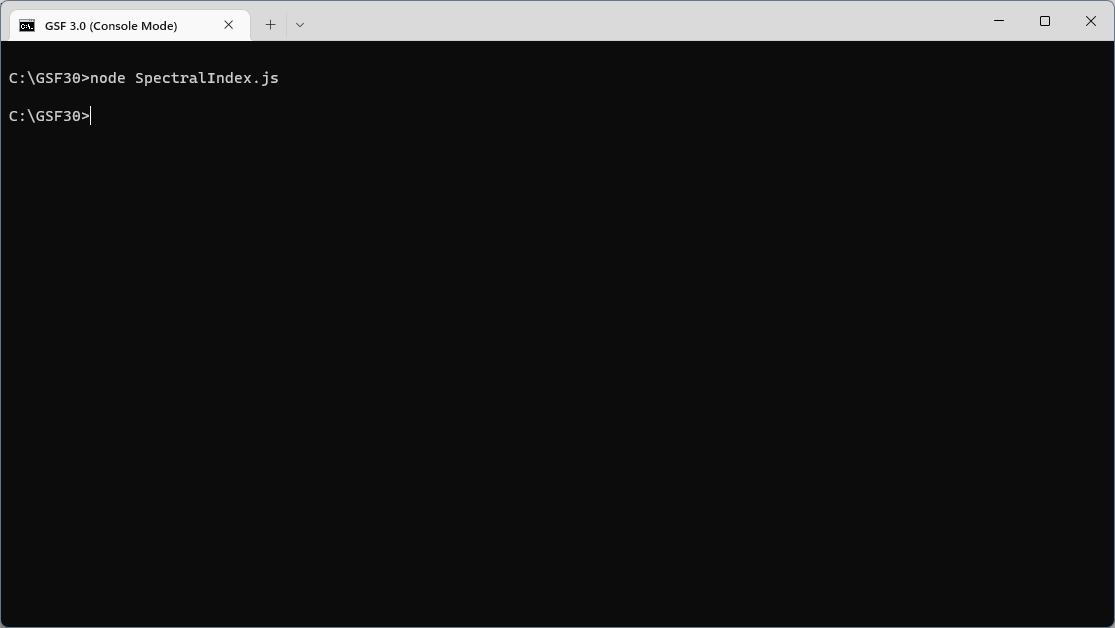 GSF 3.0 (Console Mode)
C:\GSF30>node SpectralIndex.js
C:\GSF30>